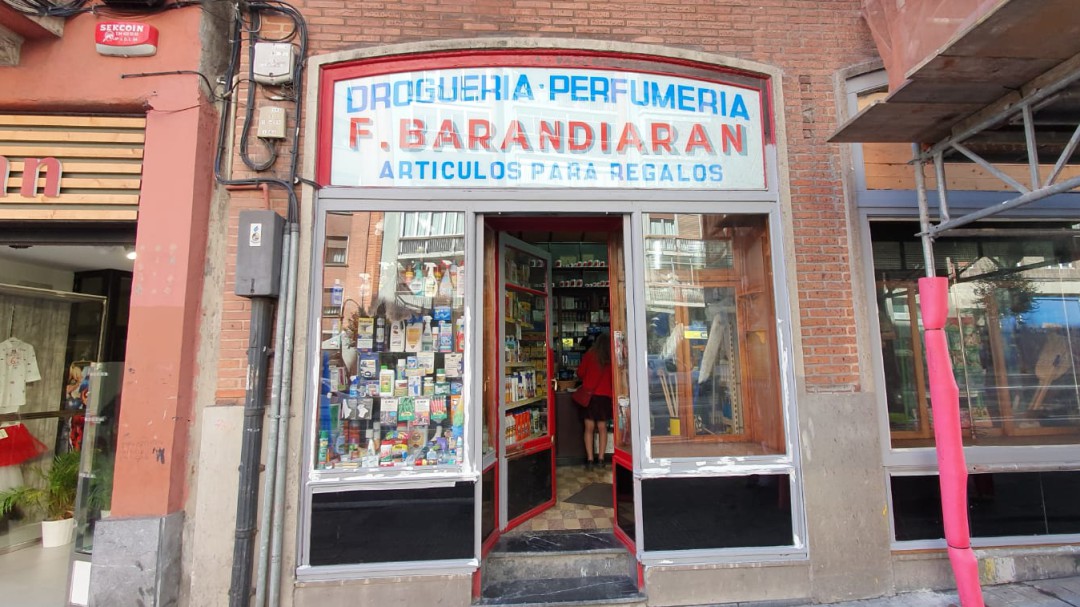 SEKCOIN
DROGUERIA·PERFUMERIA
F. BARANDIARAN
ARTICULOS PARA REGALOS